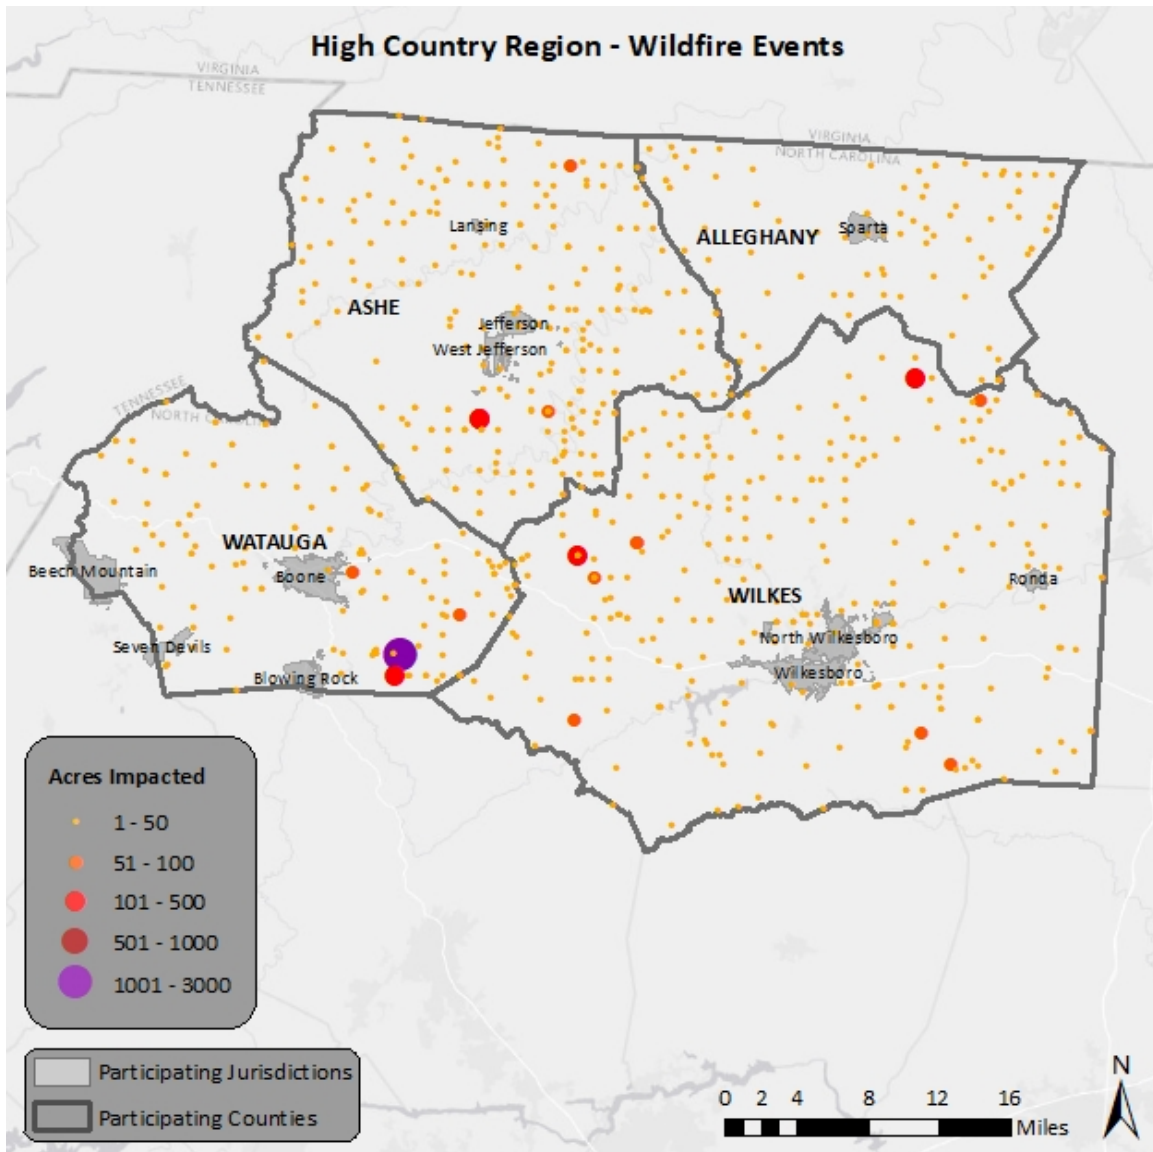 High Country Region - Wildfire Events
VIRGINIA
TENNESSEE
VIRGINIA
NORTH CAROLINA
Lansing
ALLEGHANY
Sparta
ASHE
Jefferson
West Jefferson
TENNESSEE
NORTH CAROLINA
WATAUGA
Beech Mountain
Boone
Ronda
WILKES
North Wilkesboro
Seven Devils
Blowing Rock
Wilkesboro
Acres Impacted
1 - 50
51 - 100
101 - 500
501 - 1000
1001 - 3000
Participating Jurisdictions
Participating Counties
N
0 2 4 8 12 16
Miles